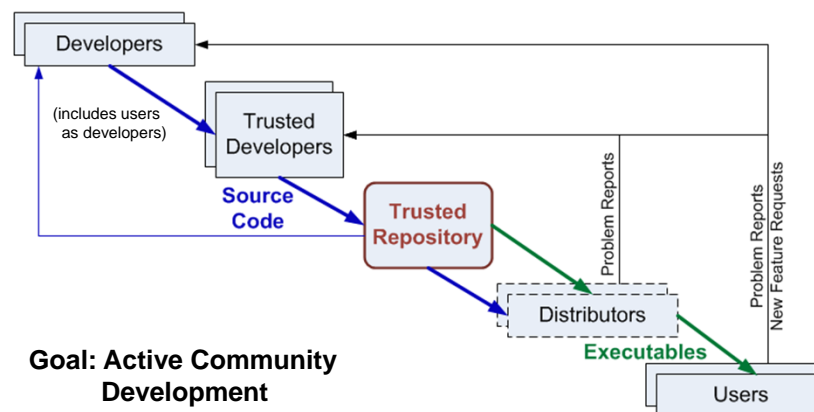 Developers
(includes users
as developers)
Trusted
Developers
Source
Code
Trusted
Repository
Problem Reports
Problem Reports
New Feature Requests
Distributors
Executables
Users
Goal: Active Community
Development